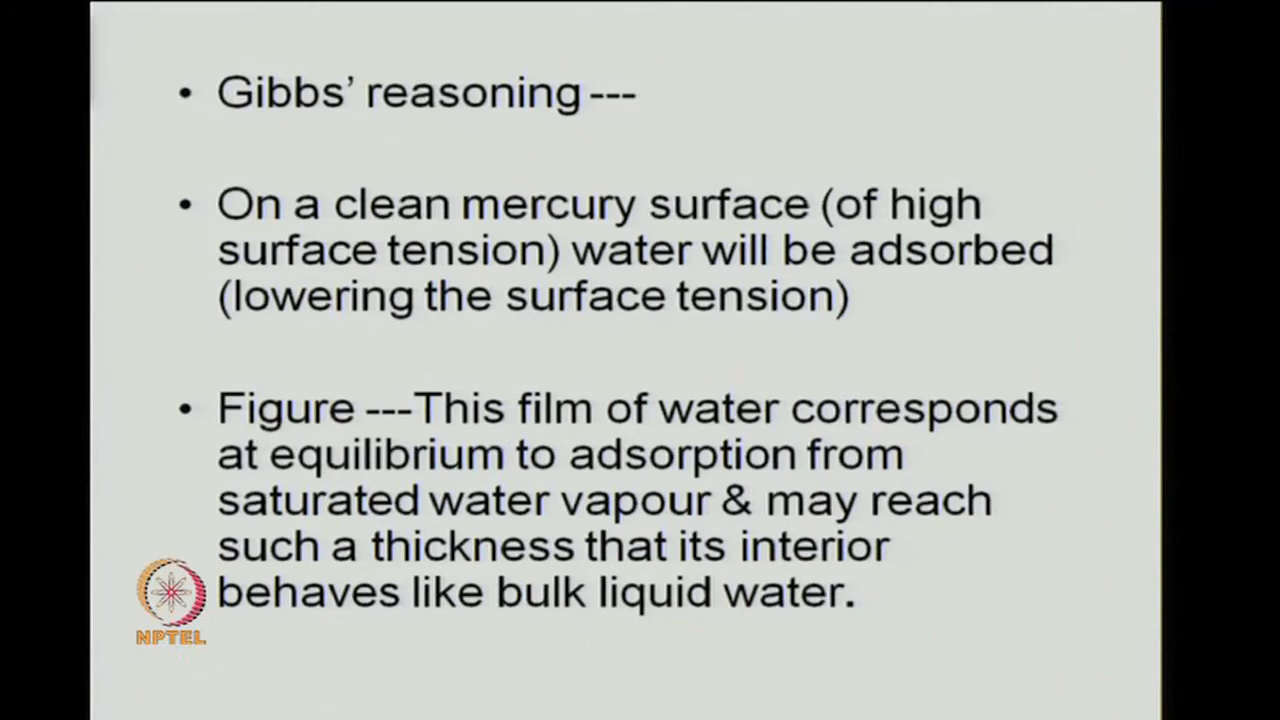 • Gibbs’ reasoning ---
• On a clean mercury surface (of high
surface tension) water will be adsorbed
(lowering the surface tension)
• Figure ---This film of water corresponds
at equilibrium to adsorption from
saturated water vapour & may reach
such a thickness that its interior
behaves like bulk liquid water.
NPTEL